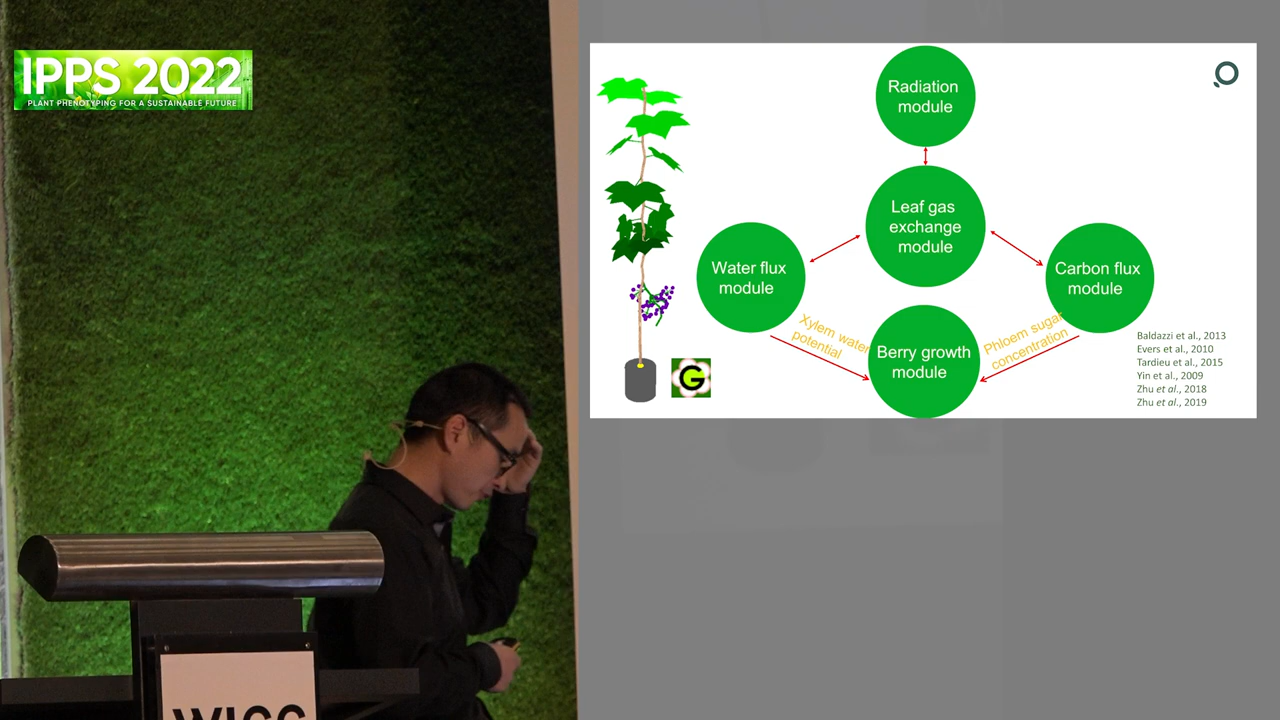 IPPS 2022
PLANT PHENOTYPING FOR A SUSTAINABLE FUTURE
Radiation
module
Leaf gas
exchange
module
Water flux
module
Carbon flux
module
Xylem water
potential
Phloem sugar
concentration
Berry growth
module
G
Baldazzi et al., 2013
Evers et al., 2010
Tardieu et al., 2015
Yin et al., 2009
Zhu et al., 2018
Zhu et al., 2019